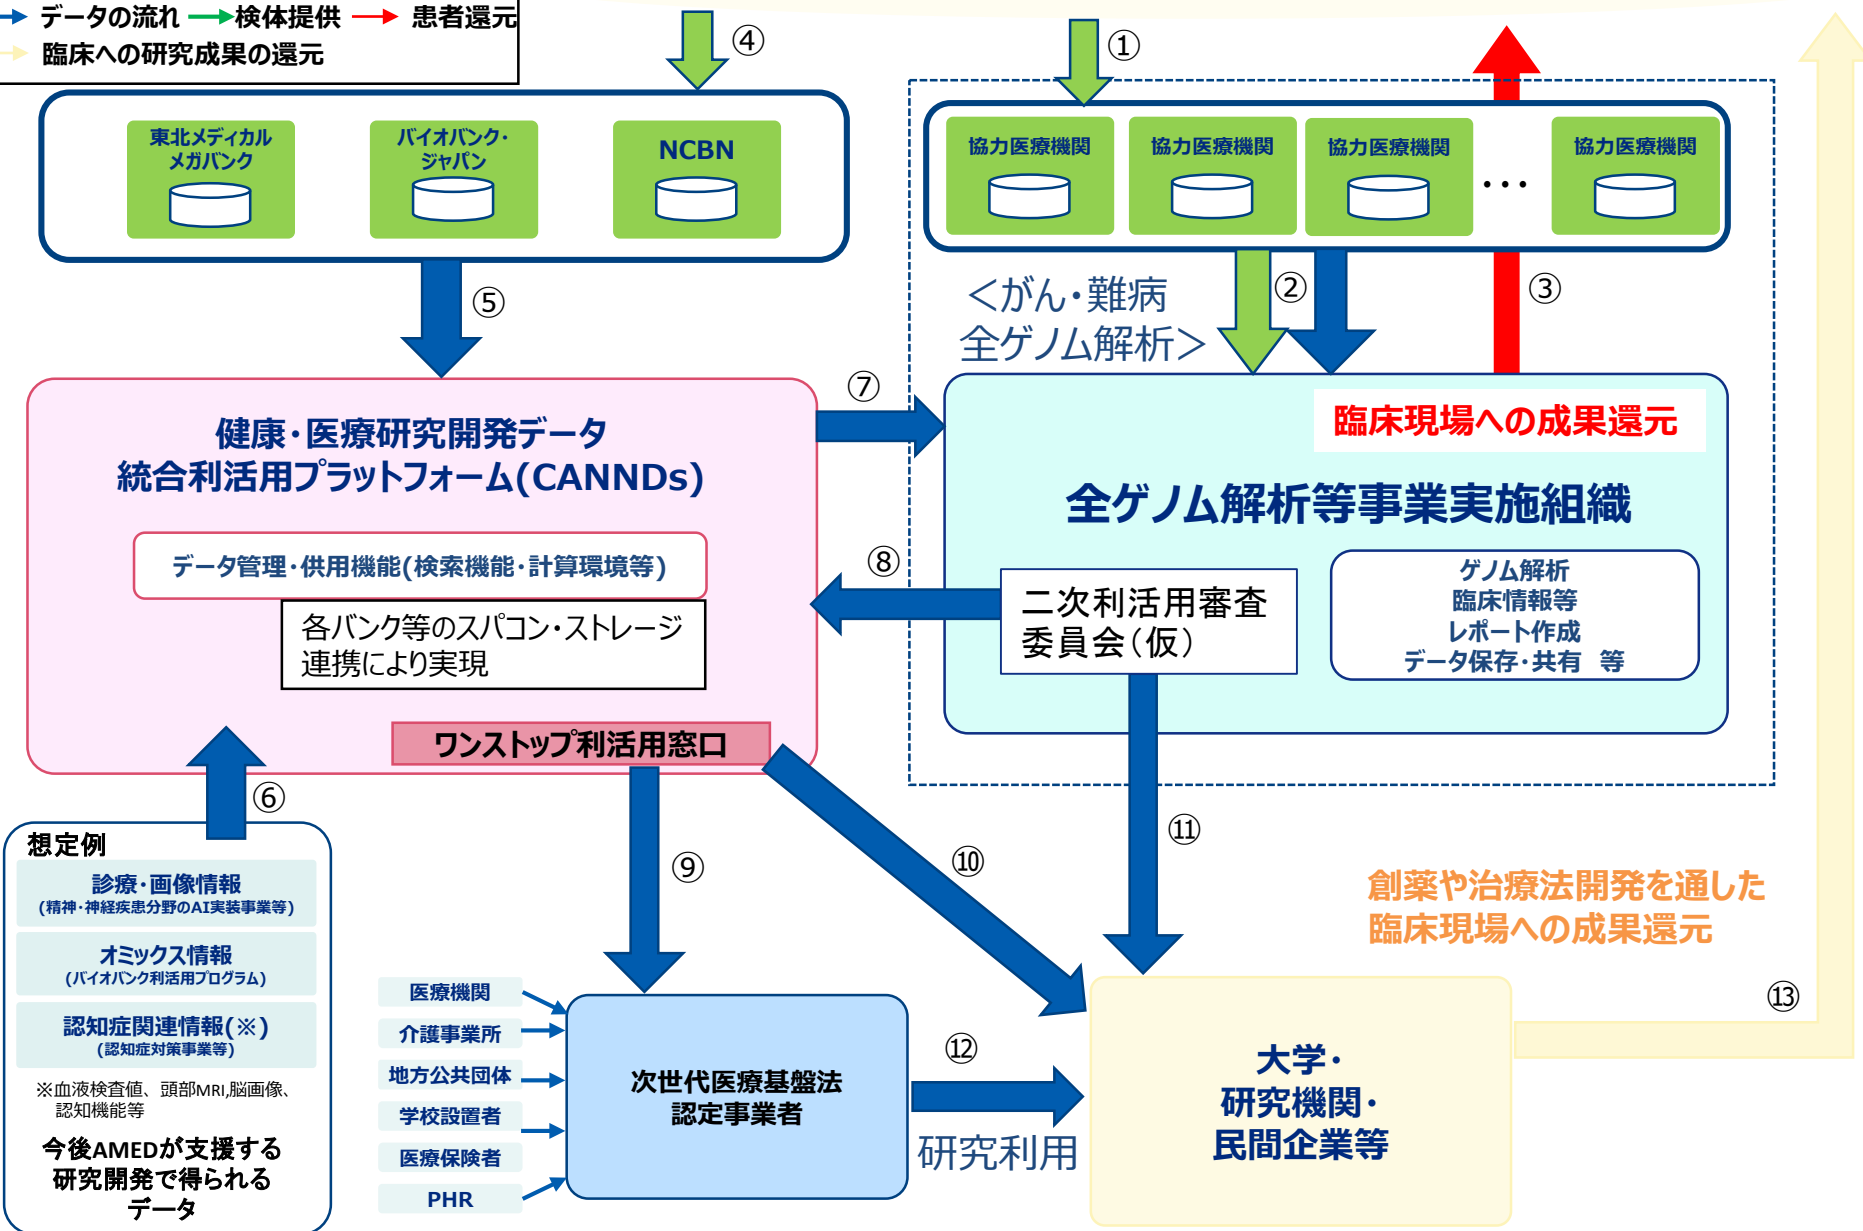 データの流れ 検体提供 患者還元
臨床への研究成果の還元
④
①
東北メディカル
メガバンク
バイオバンク・
ジャパン
NCBN
協力医療機関
協力医療機関
協力医療機関
・・・
協力医療機関
⑤
＜がん・難病
全ゲノム解析＞
②
③
健康・医療研究開発データ
統合利活用プラットフォーム(CANNDs)
データ管理・供用機能(検索機能・計算環境等)
各バンク等のスパコン・ストレージ
連携により実現
ワンストップ利活用窓口
⑦
⑧
臨床現場への成果還元
全ゲノム解析等事業実施組織
二次利活用審査
委員会（仮）
ゲノム解析
臨床情報等
レポート作成
データ保存・共有　等
⑥
想定例
診療・画像情報
(精神・神経疾患分野のAI実装事業等)
オミックス情報
(バイオバンク利活用プログラム)
認知症関連情報(※)
(認知症対策事業等)
※血液検査値、頭部MRI,脳画像、
認知機能等
今後AMEDが支援する
研究開発で得られる
データ
⑨
⑩
⑪
創薬や治療法開発を通した
臨床現場への成果還元
医療機関
介護事業所
地方公共団体
学校設置者
医療保険者
PHR
次世代医療基盤法
認定事業者
⑫
研究利用
大学・
研究機関・
民間企業等
⑬